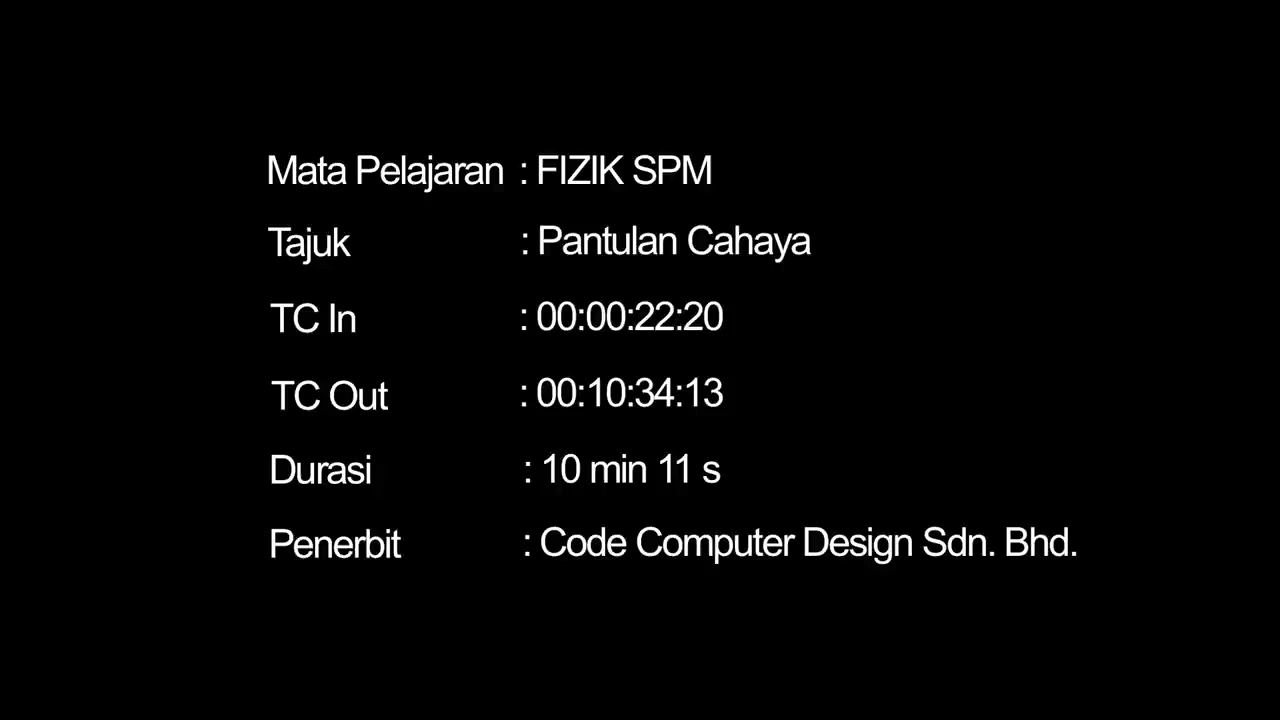 Mata Pelajaran : FIZIK SPM
Tajuk : Pantulan Cahaya
TC In : 00:00:22:20
TC Out : 00:10:34:13
Durasi : 10 min 11 s
Penerbit : Code Computer Design Sdn. Bhd.